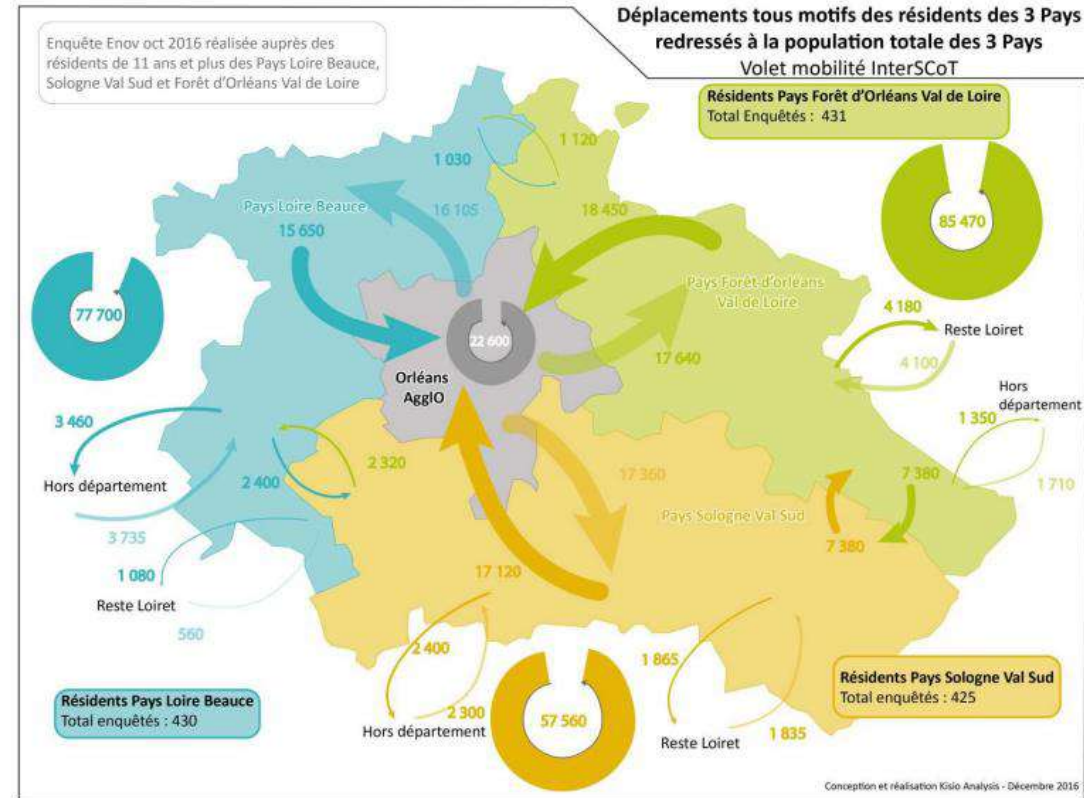 Déplacements tous motifs des résidents des 3 Pays
redressés à la population totale des 3 Pays
Volet mobilité InterSCoT
Enquête Enov oct 2016 réalisée auprès des
résidents de 11 ans et plus des Pays Loire Beauce,
Sologne Val Sud et Forêt d'Orléans Val de Loire
Résidents Pays Forêt d'Orléans Val de Loire
Total Enquêtés : 431
1 120
1 030
Pays Loire Beauce
16 105
18 450
15 650
85 470
Pays Forêt d'orléans
Val de Loire
77 700
4 180
Reste Loiret
22 600
17 640
4 100
Orléans
AgglO
Hors
département
3 460
1 350
2 320
17 360
7 380
2 400
1 710
Hors département
Pays Sologne Val Sud
3 735
7 380
17 120
1 080
Reste Loiret
560
2 400
1 865
Résidents Pays Sologne Val Sud
Total enquêtés : 425
Résidents Pays Loire Beauce
Total enquêtés : 430
2 300
57 560
Hors département
Reste Loiret
1 835
Conception et réalisation Kisio Analysis - Décembre 2016